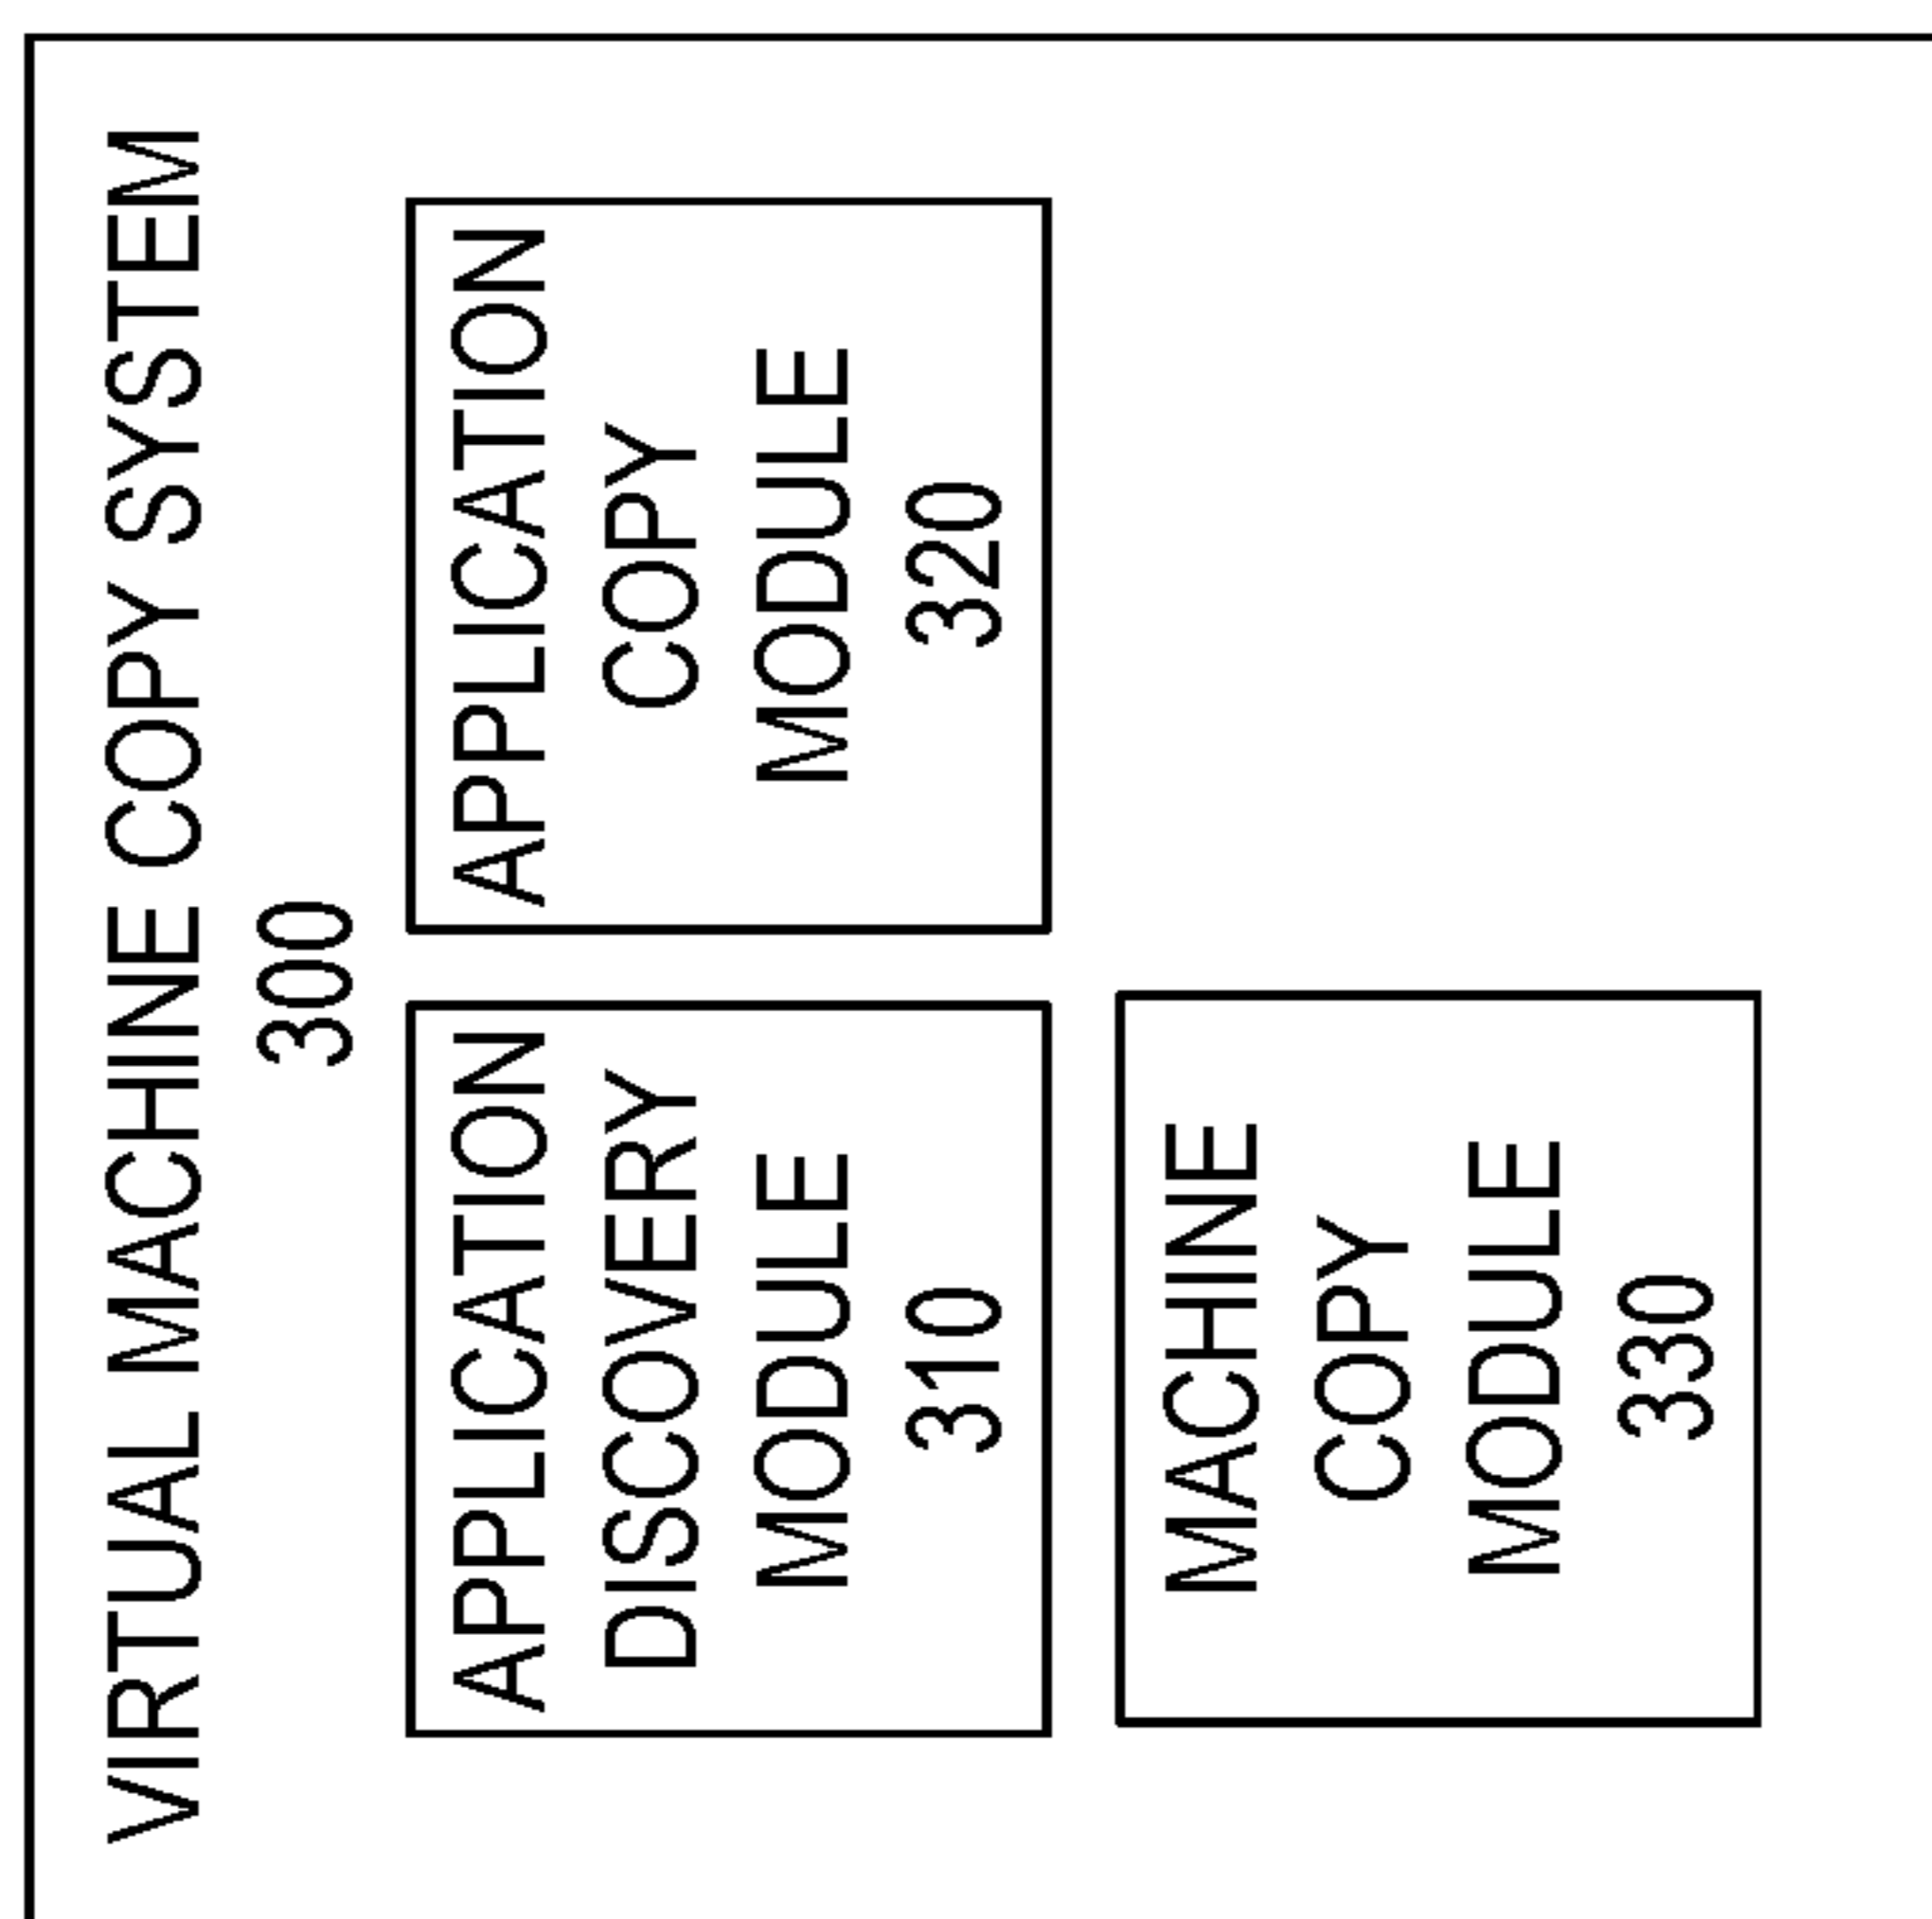 VIRTUAL MACHINE COPY SYSTEM
300
APPLICATION
DISCOVERY
MODULE
310
APPLICATION
COPY
MODULE
320
MACHINE
COPY
MODULE
330